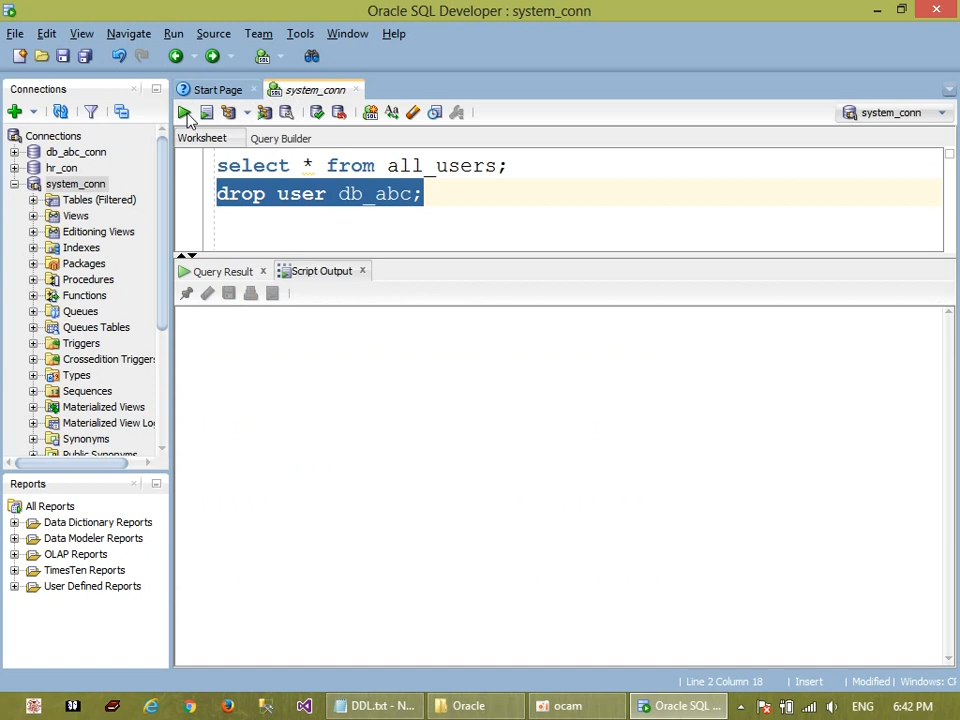 Oracle SQL Developer : system_conn
File Edit View Navigate Run Source Team Tools Window Help
Connections
Start Page
system_conn
system_conn
Worksheet
Query Builder
Connections
db_abc_conn
hr_con
system_conn
Tables (Filtered)
Views
Editioning Views
Indexes
Packages
Procedures
Functions
Queues
Queues Tables
Triggers
Crossedition Trigger
Types
Sequences
Materialized Views
Materialized View Lo
Synonyms
Public Synonyms
select * from all_users;
drop user db_abc;
Query Result
Script Output
Reports
All Reports
Data Dictionary Reports
Data Modeler Reports
OLAP Reports
TimesTen Reports
User Defined Reports
Line 2 Column 18
Insert
Modified
Windows:
DDL.txt - N...
Oracle
ocam
Oracle SQL ...
ENG
6:42 PM